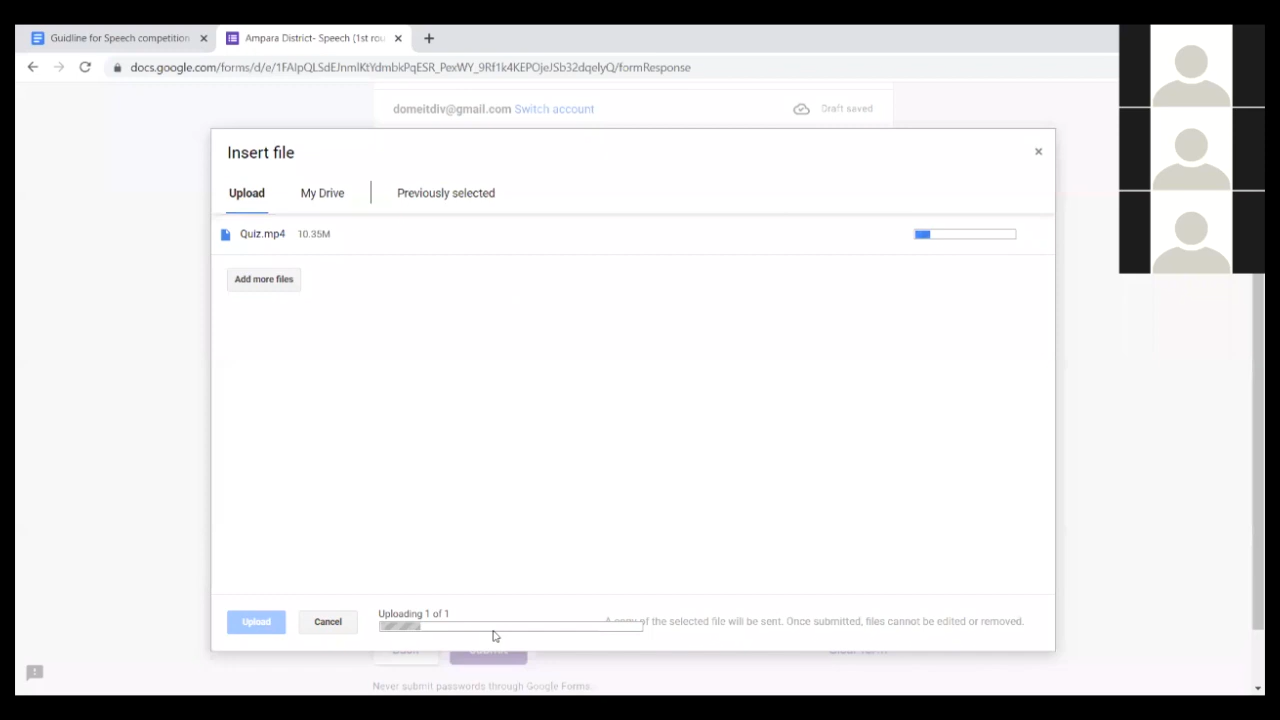 Guidline for Speech competition
Ampara District- Speech (1st rou
docs.google.com/forms/d/e/1FAIpQLSdEJnmlKtYdmbkPqESR_PexWY_9Rf1k4KEPOjeJSb32dqelyQ/formResponse
domeitdiv@gmail.com Switch account
Draft saved
Insert file
Upload
My Drive
Previously selected
Quiz.mp4 10.35M
Add more files
Upload
Cancel
Uploading 1 of 1
A copy of the selected file will be sent. Once submitted, files cannot be edited or removed.
Never submit passwords through Google Forms.